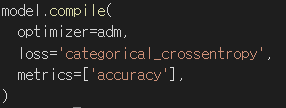 model.compile(
  optimizer=adm,
  loss='categorical_crossentropy',
  metrics=['accuracy'],
)